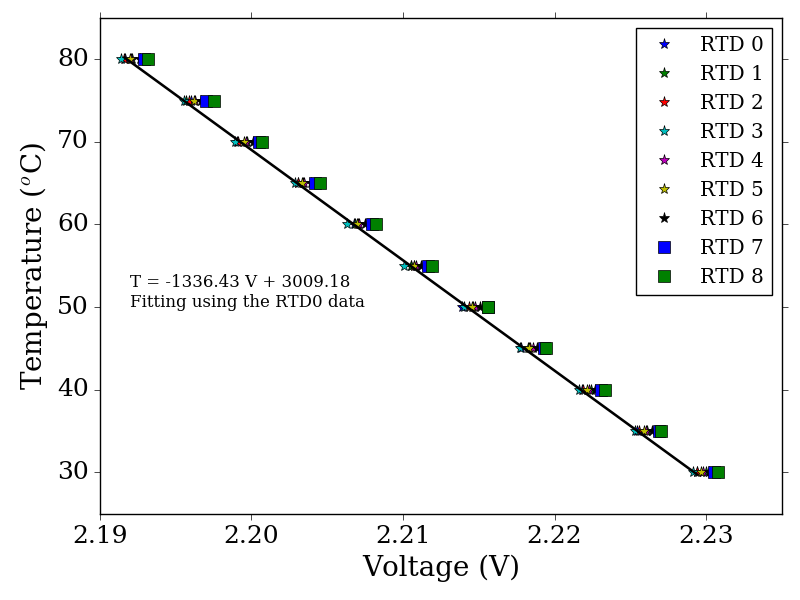 80
70
60
50
40
30
Temperature (°C)
T = -1336.43 V + 3009.18
Fitting using the RTD0 data
RTD 0
RTD 1
RTD 2
RTD 3
RTD 4
RTD 5
RTD 6
RTD 7
RTD 8
2.19 2.20 2.21 2.22 2.23
Voltage (V)